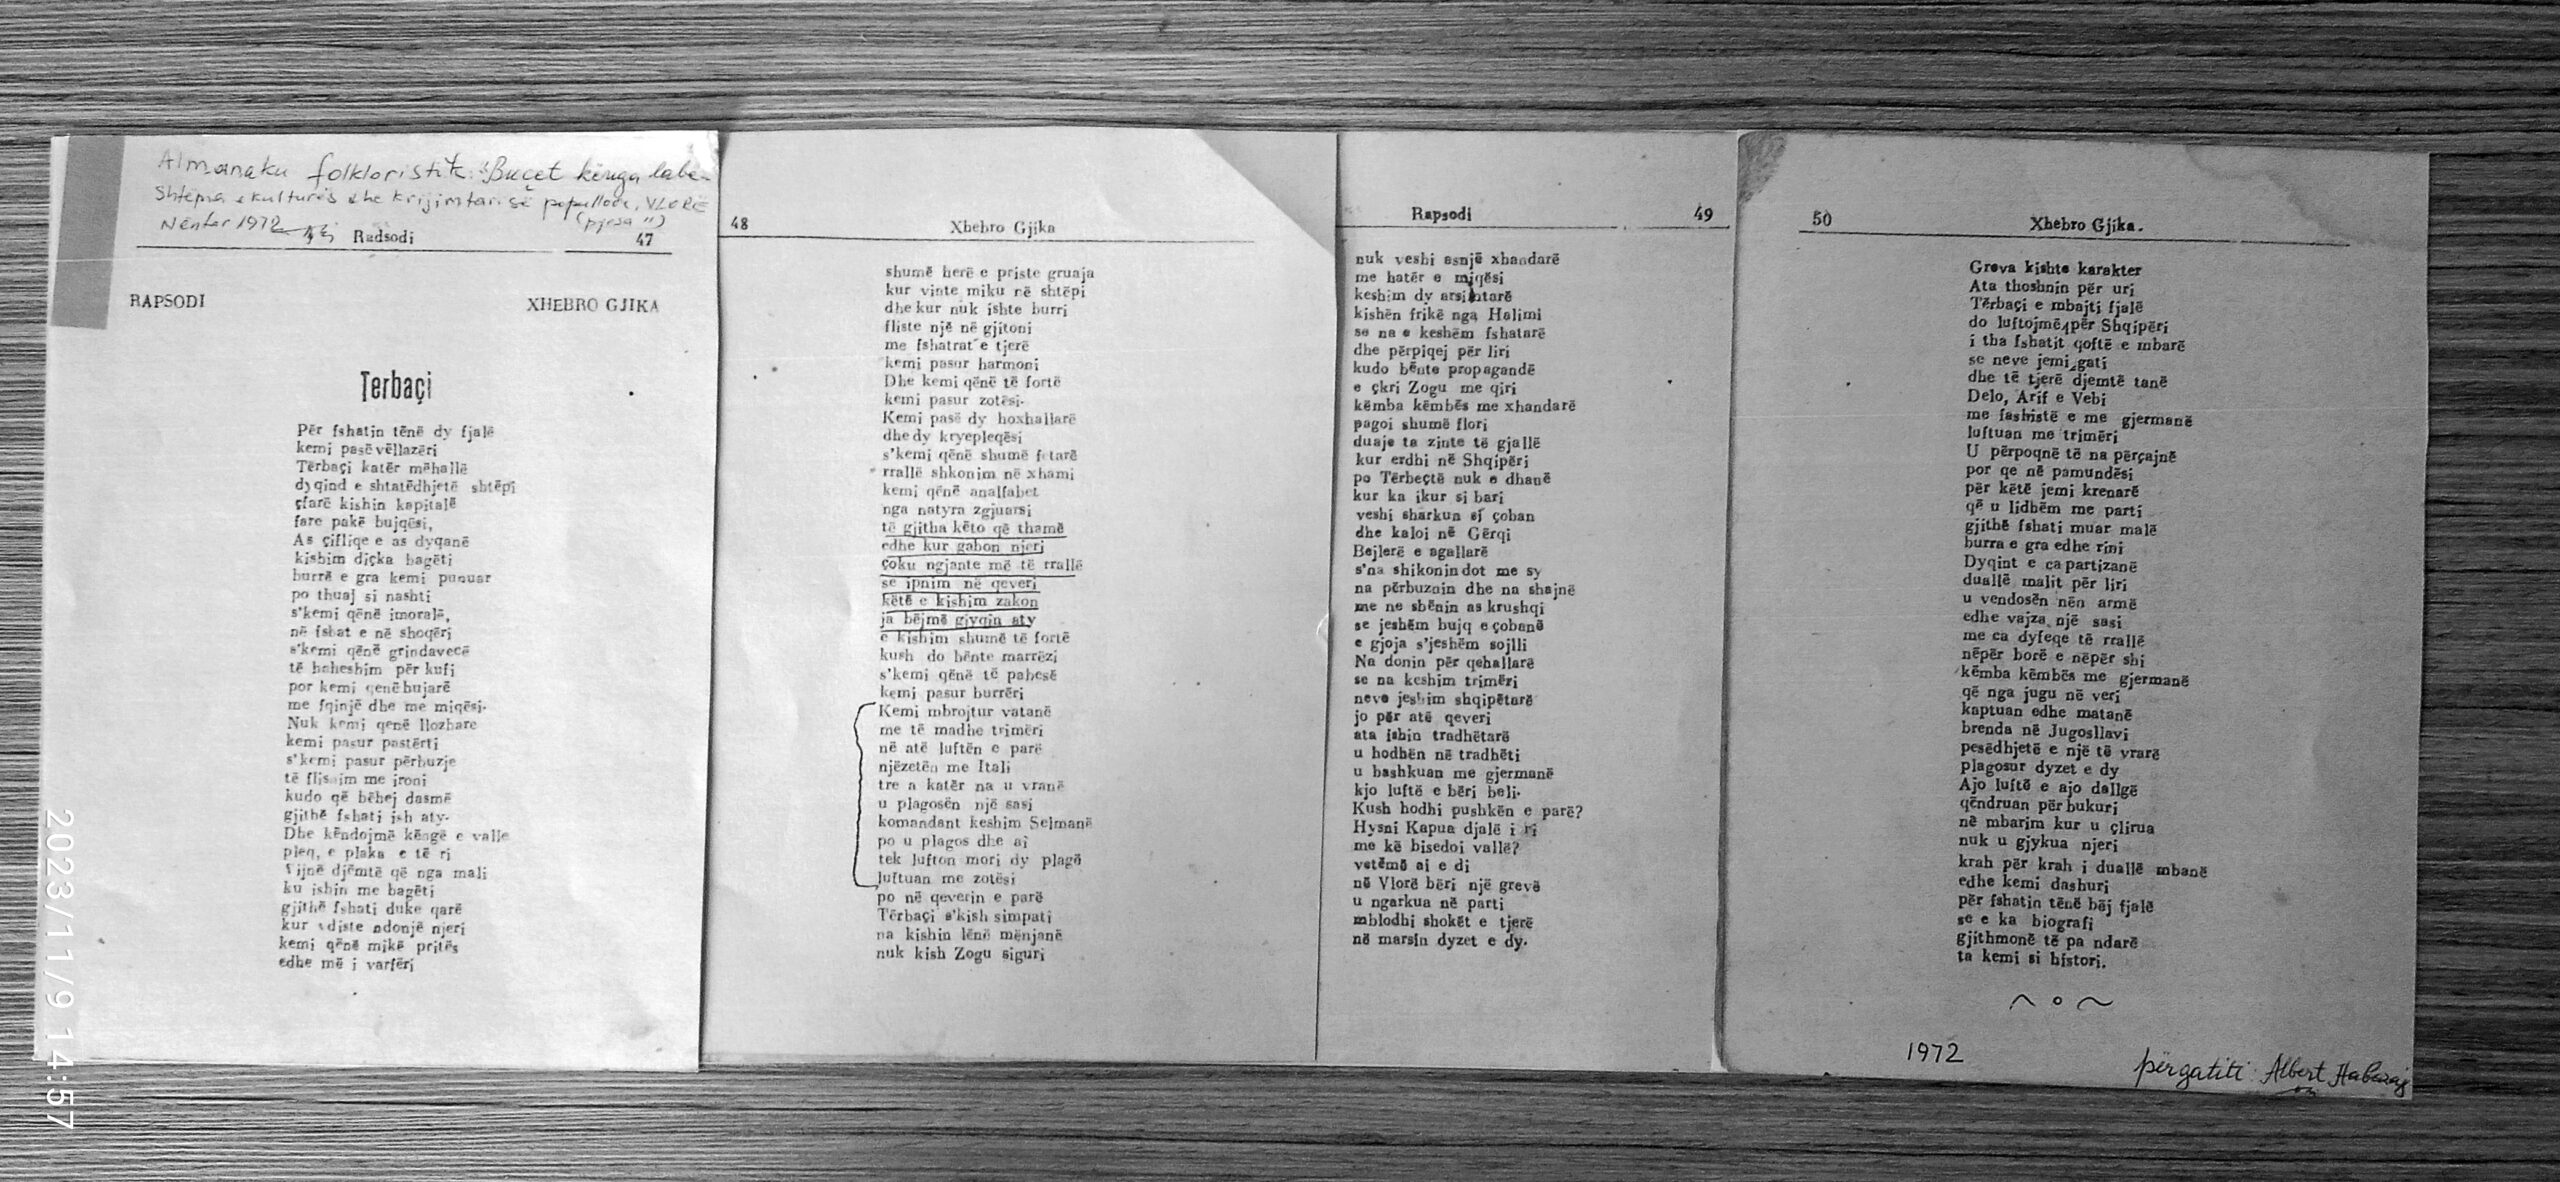 Almanaku folkloristik: "Buçet kënga labe-
Shtëpia e kulturës dhe krijimtarisë popullore, VLORË
Nëntor 1972 (pjesa II)
Radsodi 47
RAPSODI XHEBRO GJIKA
Terbaçi
Për fshatin tënë dy fjalë
kemi pasë vëllazëri
Tërbaçi katër mëhallë
dyqind e shtatëdhjetë shtëpi
çfarë kishin kapitalë
fare pakë bujqësi,
As çifliqe e as dyqanë
kishim diçka bagëti
burrë e gra kemi punuar
po thuaj si nashti
s'kemi qënë imoralë,
në fshat e në shoqëri
s'kemi qënë grindavecë
të haheshim për kufi
por kemi qenë bujarë
me fqinjë dhe me miqësi.
Nuk kemi qenë llozhare
kemi pasur pastërti
s'kemi pasur përbuzje
të flisnim me ironi
kudo që bëhej dasmë
gjithë fshati ish aty.
Dhe këndojmë këngë e valle
pleq, e plaka e të ri
Vijnë djëmtë që nga mali
ku ishin me bagëti
gjithë fshati duke qarë
kur vdiste ndonjë njeri
kemi qënë mikë pritës
edhe më i varfëri
48 Xhebro Gjika
shumë herë e priste gruaja
kur vinte miku në shtëpi
dhe kur nuk ishte burri
fliste një në gjitoni
me fshatrat e tjerë
kemi pasur harmoni
Dhe kemi qënë të fortë
kemi pasur zotësi.
Kemi pasë dy hoxhallarë
dhe dy kryepleqësi
s'kemi qënë shumë fetarë
rrallë shkonim në xhami
kemi qënë analfabet
nga natyra zgjuarsi
të gjitha këto që thamë
edhe kur gabon njeri
çoku ngjante më të rrallë
se ipnim në qeveri
këtë e kishim zakon
ja bëjmë gjyqin aty
e kishim shumë të fortë
kush do bënte marrëzi
s'kemi qënë të pabesë
kemi pasur burrëri
Kemi mbrojtur vatanë
me të madhe trimëri
në atë luftën e parë
njëzetën me Itali
tre a katër na u vranë
u plagosën një sasi
komandant keshim Selmanë
po u plagos dhe ai
tek lufton mori dy plagë
luftuan me zotësi
po në qeverin e parë
Tërbaçi s'kish simpati
na kishin lënë mënjanë
nuk kish Zogu siguri
Rapsodi 49
nuk veshi asnjë xhandarë
me hatër e miqësi
keshim dy arsimtarë
kishën frikë nga Halimi
se na e keshëm fshatarë
dhe përpiqej për liri
kudo bënte propagandë
e çkri Zogu me qiri
këmba këmbës me xhandarë
pagoi shumë flori
duaje ta zinte të gjallë
kur erdhi në Shqipëri
po Tërbeçtë nuk e dhanë
kur ka ikur si bari
veshi sharkun si çoban
dhe kaloi në Gërqi
Bejlerë e agallarë
s'na shikonin dot me sy
na përbuznin dhe na shajnë
me ne sbënin as krushqi
se jeshëm bujq e çobanë
e gjoja s'jeshëm sojlli
Na donin për qehallarë
se na keshim trimëri
neve jeshim shqipëtarë
jo për atë qeveri
ata ishin tradhëtarë
u hodhën në tradhëti
u bashkuan me gjermanë
kjo luftë e bëri beli.
Kush hodhi pushkën e parë?
Hysni Kapua djalë i ri
me kë bisedoi vallë?
vetëmë ai e di
në Vlorë bëri një grevë
u ngarkua në parti
mblodhi shokët e tjerë
në marsin dyzet e dy.
50 Xhebro Gjika.
Greva kishte karakter
Ata thoshnin për uri
Tërbaçi e mbajti fjalë
do luftojmë për Shqipëri
i tha fshatit qoftë e mbarë
se neve jemi gati
dhe të tjerë djemtë tanë
Delo, Arif e Vebi
me fashistë e me gjermanë
luftuan me trimëri
U përpoqnë të na përçajnë
por qe në pamundësi
për këtë jemi krenarë
që u lidhëm me parti
gjithë fshati muar malë
burra e gra edhe rini
Dyqint e ca partizanë
duallë malit për liri
u vendosën nën armë
edhe vajza një sasi
me ca dyfeqe të rrallë
nëpër borë e nëpër shi
këmba këmbës me gjermanë
që nga jugu në veri
kaptuan edhe matanë
brenda në Jugosllavi
pesëdhjetë e një të vrarë
plagosur dyzet e dy
Ajo luftë e ajo dallgë
qëndruan për bukuri
në mbarim kur u çlirua
nuk u gjykua njeri
krah për krah i duallë mbanë
edhe kemi dashuri
për fshatin tënë bëj fjalë
se e ka biografi
gjithmonë të pa ndarë
ta kemi si histori.
1972
përgatiti: Albert Habazaj
2023/11/9 14:57